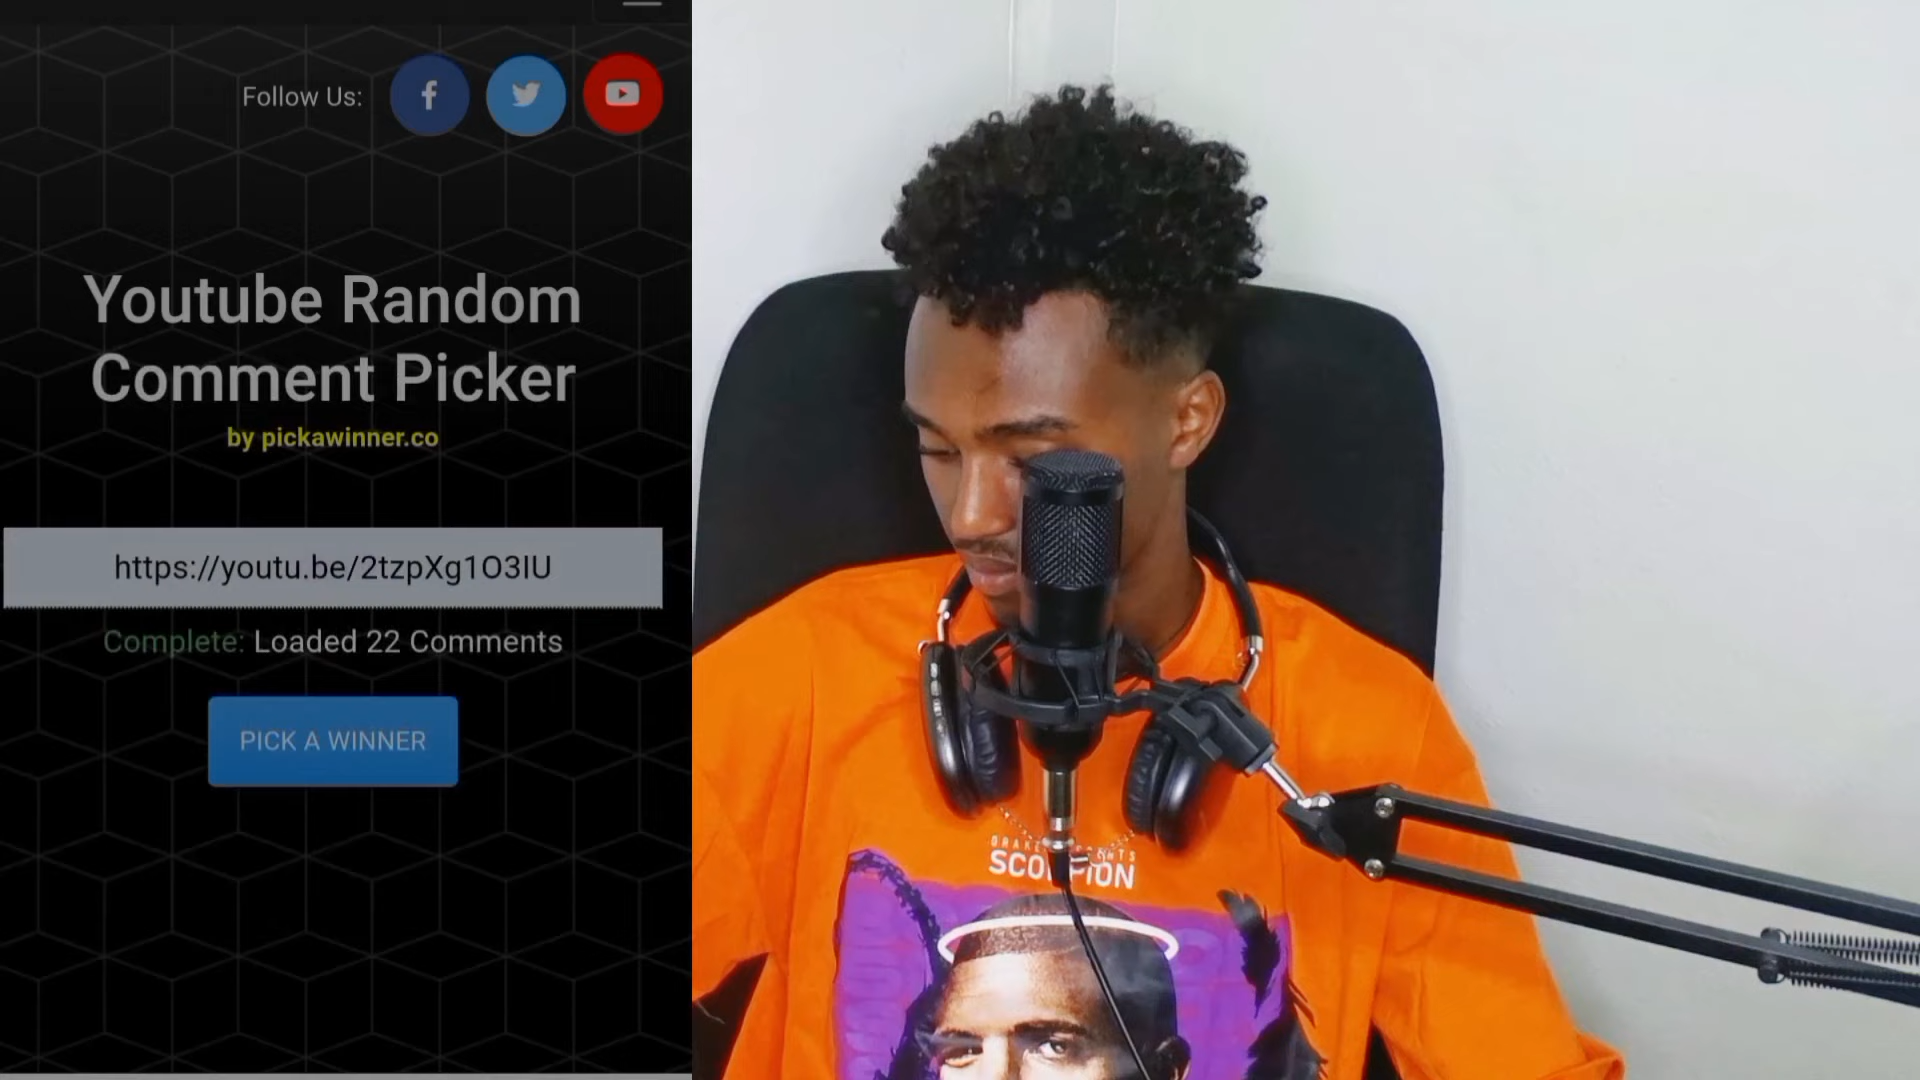 Follow Us:
Youtube Random
Comment Picker
by pickawinner.co
https://youtu.be/2tzpXg1O3IU
Complete: Loaded 22 Comments
PICK A WINNER
SCORPION